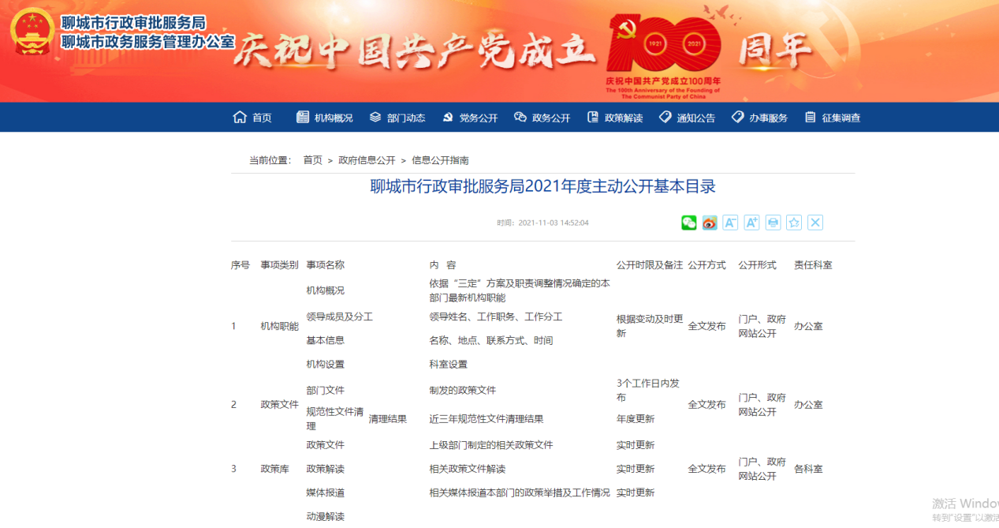 聊城市行政审批服务局
聊城市政务服务管理办公室
庆祝中国共产党成立 100 周年
1921 2021
庆祝中国共产党成立100周年
The 100th Anniversary of the Founding of
The Communist Party of China
首页 机构概况 部门动态 党务公开 政务公开 政策解读 通知公告 办事服务 征集调查
当前位置： 首页 > 政府信息公开 > 信息公开指南
聊城市行政审批服务局2021年度主动公开基本目录
时间：2021-11-03 14:52:04
A- A+
序号 事项类别 事项名称 内 容 公开时限及备注 公开方式 公开形式 责任科室
机构概况 依据“三定”方案及职责调整情况确定的本
部门最新机构职能
领导成员及分工 领导姓名、工作职务、工作分工
1 机构职能 根据变动及时更
新 全文发布 门户、政府
网站公开 办公室
基本信息 名称、地点、联系方式、时间
机构设置 科室设置
部门文件 制发的政策文件 3个工作日内发
布
2 政策文件 全文发布 门户、政府
网站公开 办公室
规范性文件清
理 清理结果 近三年规范性文件清理结果 年度更新
政策文件 上级部门制定的相关政策文件 实时更新
3 政策库 政策解读 相关政策文件解读 实时更新 全文发布 门户、政府
网站公开 各科室
媒体报道 相关媒体报道本部门的政策举措及工作情况 实时更新
动漫解读
激活 Window
转到“设置”以激活